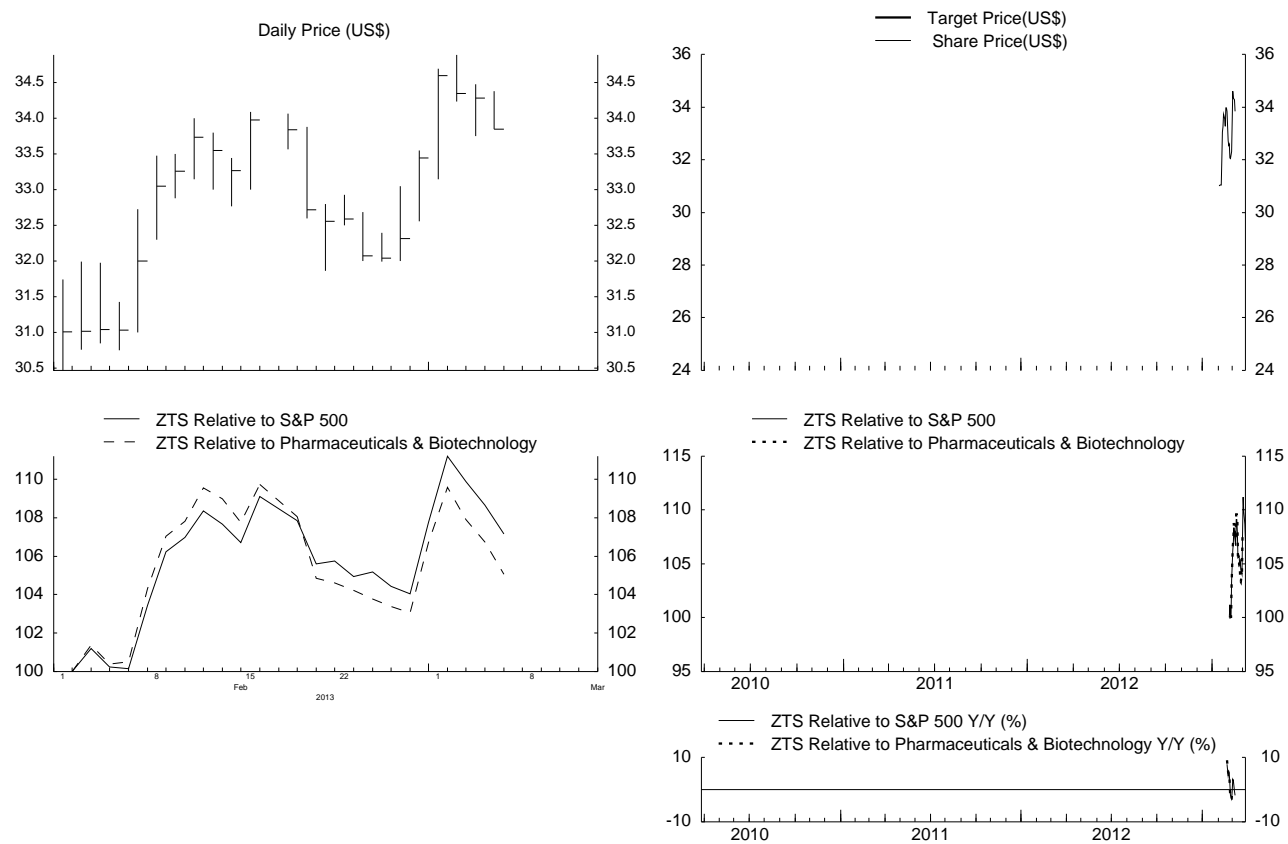 Daily Price (US$)
34.5 34.5
34.0 34.0
33.5 33.5
33.0 33.0
32.5 32.5
32.0 32.0
31.5 31.5
31.0 31.0
30.5 30.5
Target Price(US$)
Share Price(US$)
36 36
34 34
32 32
30 30
28 28
26 26
24 24
ZTS Relative to S&P 500
ZTS Relative to Pharmaceuticals & Biotechnology
110 110
108 108
106 106
104 104
102 102
100 100
1 8 15 22 1 8
Feb Mar
2013
ZTS Relative to S&P 500
ZTS Relative to Pharmaceuticals & Biotechnology
115 115
110 110
105 105
100 100
95 95
2010 2011 2012
ZTS Relative to S&P 500 Y/Y (%)
ZTS Relative to Pharmaceuticals & Biotechnology Y/Y (%)
10 10
-10 -10
2010 2011 2012